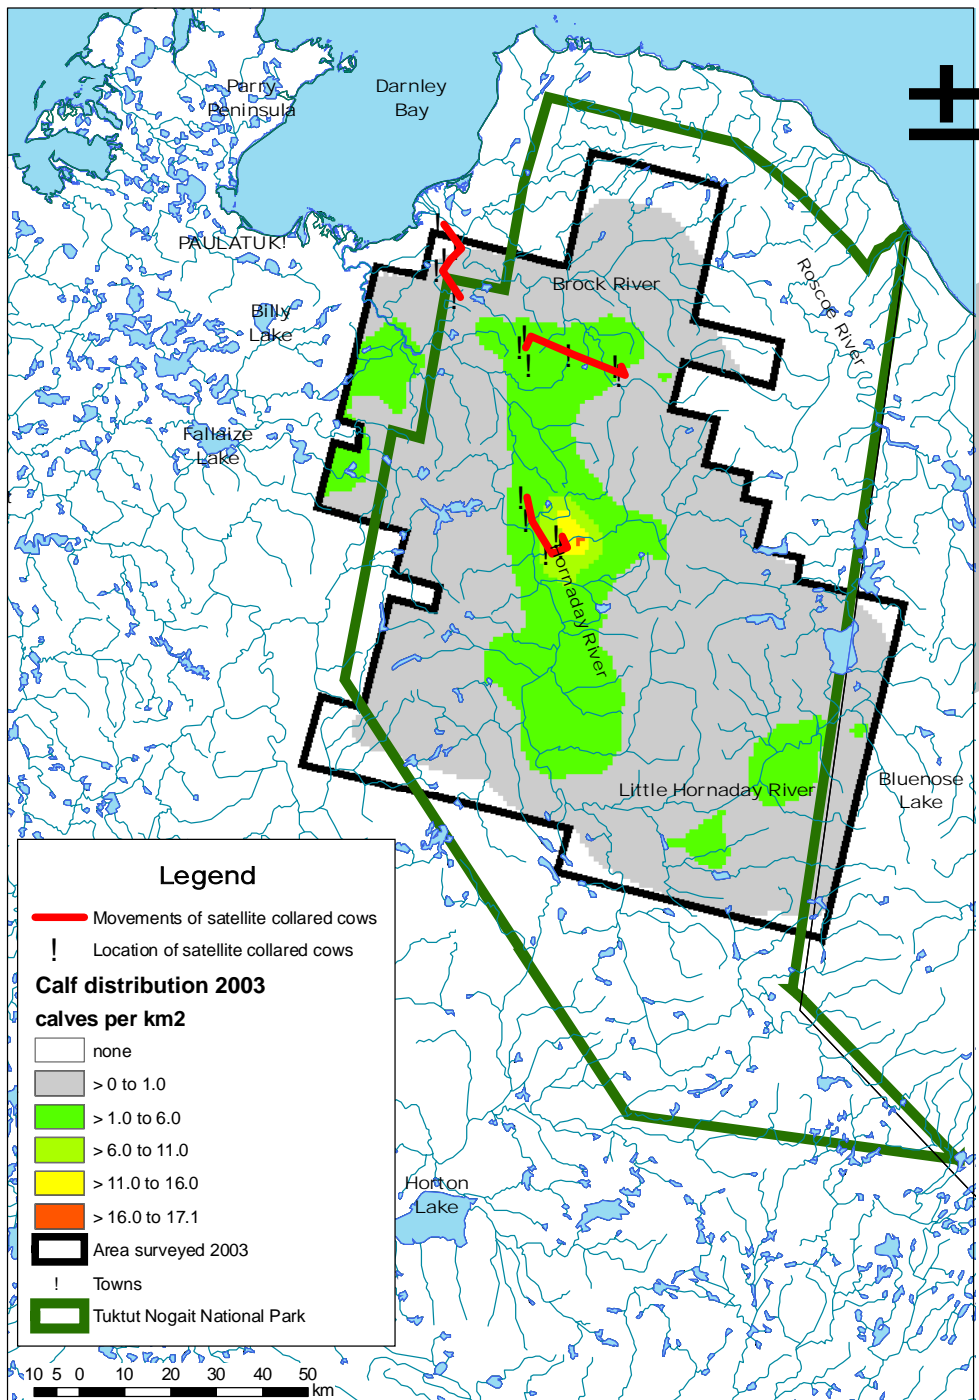 Parry
Peninsula
Darnley
Bay
PAULATUK!
Billy
Lake
Brock River
Roscoe River
Fallaize
Lake
Hornaday River
Little Hornaday River
Bluenose
Lake
Horton
Lake
Legend
Movements of satellite collared cows
! Location of satellite collared cows
Calf distribution 2003
calves per km2
none
> 0 to 1.0
> 1.0 to 6.0
> 6.0 to 11.0
> 11.0 to 16.0
> 16.0 to 17.1
Area surveyed 2003
! Towns
Tuktut Nogait National Park
10 5 0 10 20 30 40 50
km